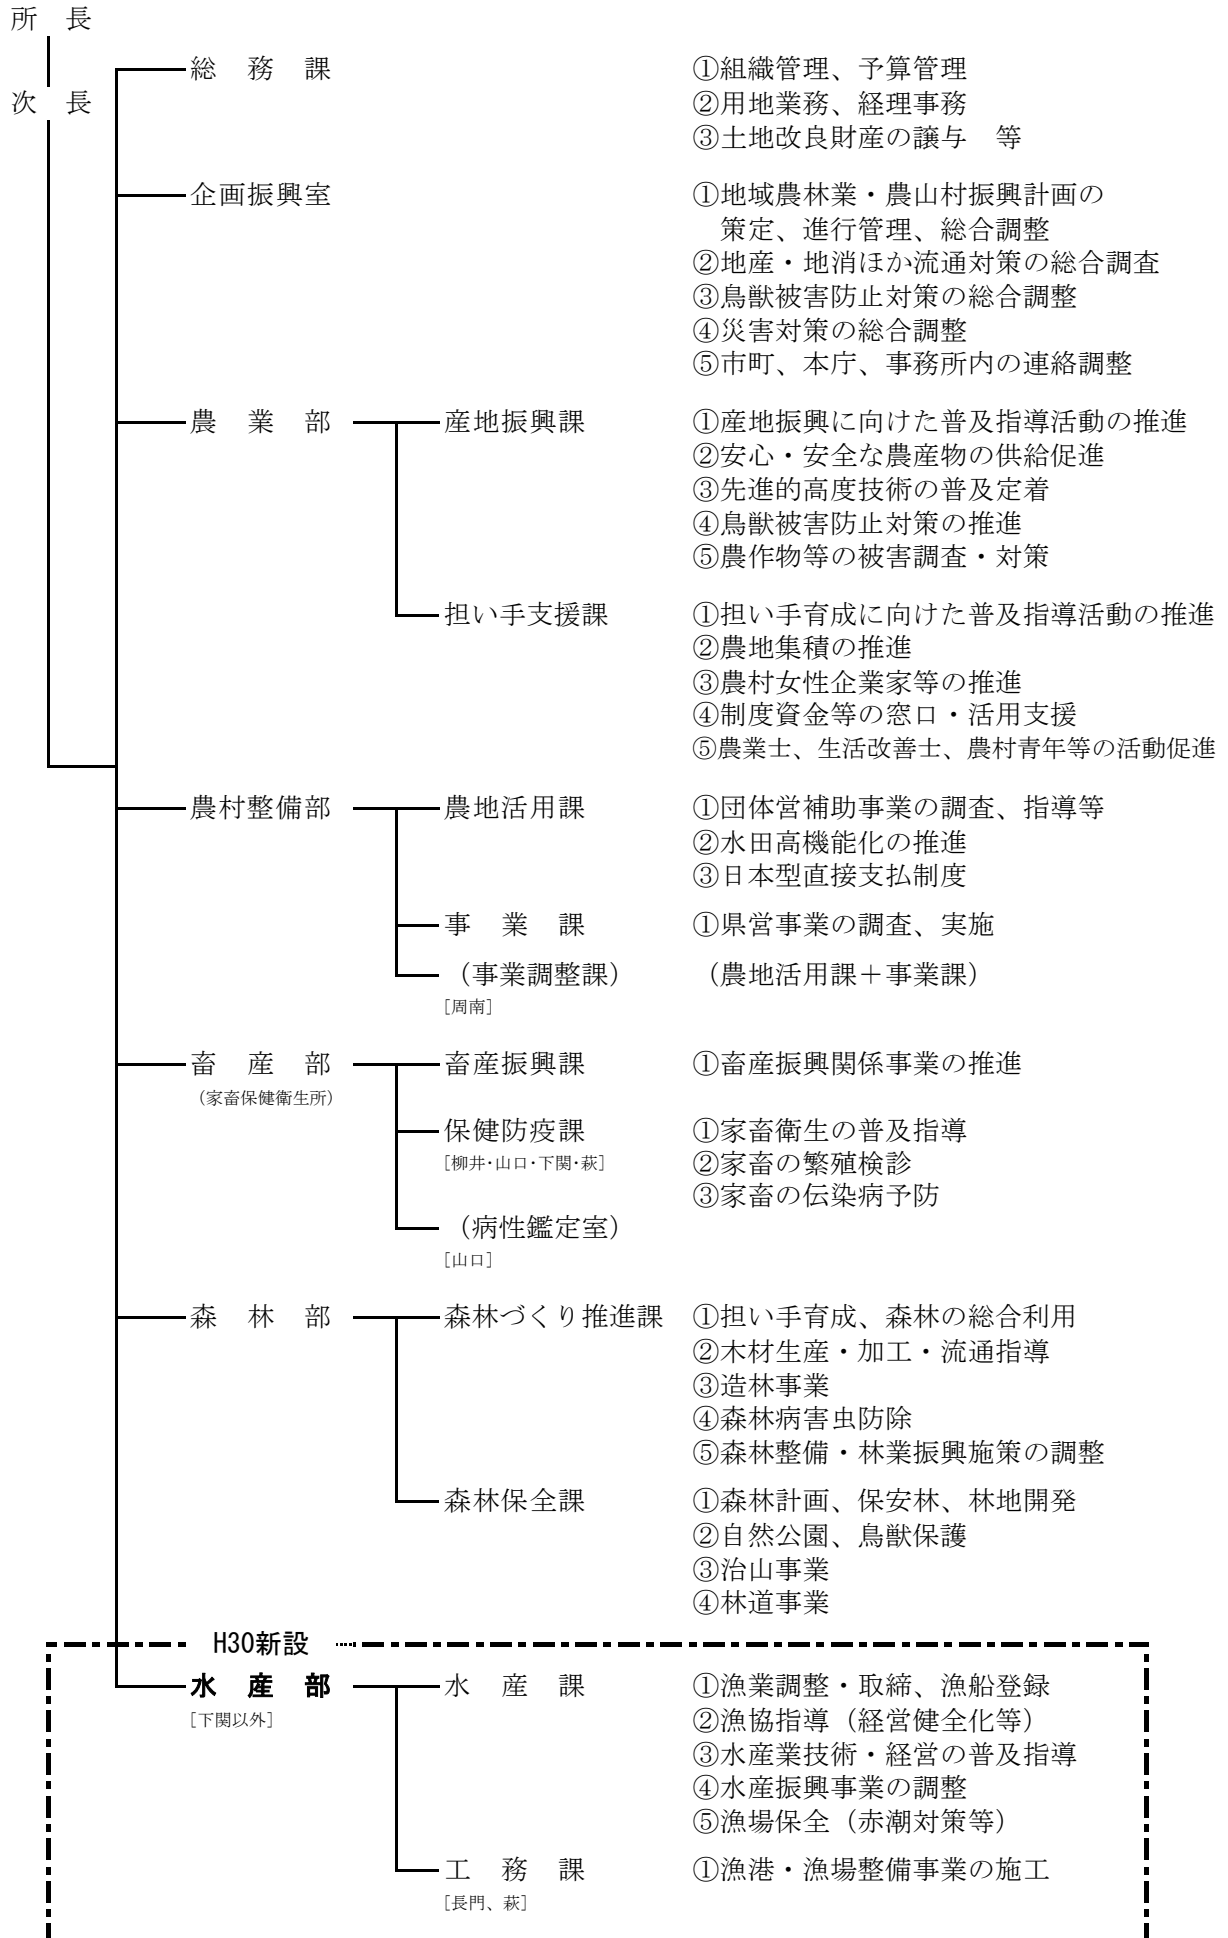 所　長
次　長
総　務　課
①組織管理、予算管理
②用地業務、経理事務
③土地改良財産の譲与　等
企画振興室
①地域農林業・農山村振興計画の
策定、進行管理、総合調整
②地産・地消ほか流通対策の総合調査
③鳥獣被害防止対策の総合調整
④災害対策の総合調整
⑤市町、本庁、事務所内の連絡調整
農　業　部
産地振興課
①産地振興に向けた普及指導活動の推進
②安心・安全な農産物の供給促進
③先進的高度技術の普及定着
④鳥獣被害防止対策の推進
⑤農作物等の被害調査・対策
担い手支援課
①担い手育成に向けた普及指導活動の推進
②農地集積の推進
③農村女性企業家等の推進
④制度資金等の窓口・活用支援
⑤農業士、生活改善士、農村青年等の活動促進
農村整備部
農地活用課
①団体営補助事業の調査、指導等
②水田高機能化の推進
③日本型直接支払制度
事　業　課
①県営事業の調査、実施
（事業調整課）
（農地活用課＋事業課）
[周南]
畜　産　部
（家畜保健衛生所）
畜産振興課
①畜産振興関係事業の推進
保健防疫課
[柳井・山口・下関・萩]
①家畜衛生の普及指導
②家畜の繁殖検診
③家畜の伝染病予防
（病性鑑定室）
[山口]
森　林　部
森林づくり推進課
①担い手育成、森林の総合利用
②木材生産・加工・流通指導
③造林事業
④森林病害虫防除
⑤森林整備・林業振興施策の調整
森林保全課
①森林計画、保安林、林地開発
②自然公園、鳥獣保護
③治山事業
④林道事業
H30新設
水　産　部
[下関以外]
水　産　課
①漁業調整・取締、漁船登録
②漁協指導（経営健全化等）
③水産業技術・経営の普及指導
④水産振興事業の調整
⑤漁場保全（赤潮対策等）
工　務　課
[長門、萩]
①漁港・漁場整備事業の施工